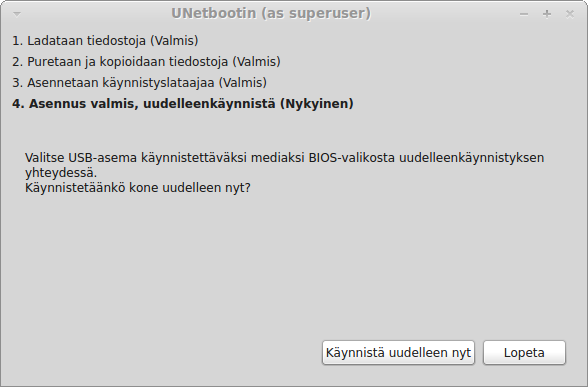 UNetbootin (as superuser)
1. Ladataan tiedostoja (Valmis)
2. Puretaan ja kopioidaan tiedostoja (Valmis)
3. Asennetaan käynnistyslataajaa (Valmis)
4. Asennus valmis, uudelleenkäynnistä (Nykyinen)
Valitse USB-asema käynnistettäväksi mediaksi BIOS-valikosta uudelleenkäynnistyksen
yhteydessä.
Käynnistetäänkö kone uudelleen nyt?
Käynnistä uudelleen nyt
Lopeta